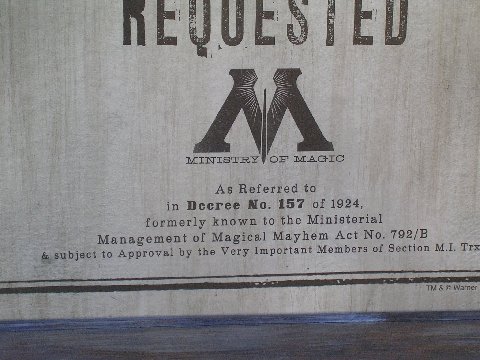 REQUESTED
MINISTRY OF MAGIC
As Referred to
in Decree No. 157 of 1924,
formerly known to the Ministerial
Management of Magical Mayhem Act No. 792/B
& subject to Approval by the Very Important Members of Section M.I. Trx
TM & © Warner